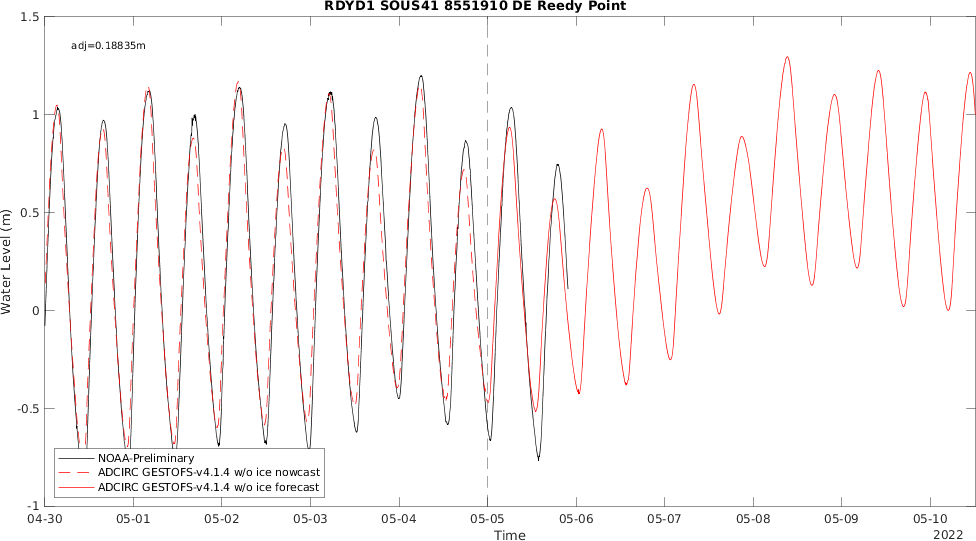 RDYD1 SOUS41 8551910 DE Reedy Point
adj=0.18835m
1.5
1
0.5
0
-0.5
-1
Water Level (m)
NOAA-Preliminary
ADCIRC GESTOFS-v4.1.4 w/o ice nowcast
ADCIRC GESTOFS-v4.1.4 w/o ice forecast
04-30 05-01 05-02 05-03 05-04 05-05 05-06 05-07 05-08 05-09 05-10
Time
2022